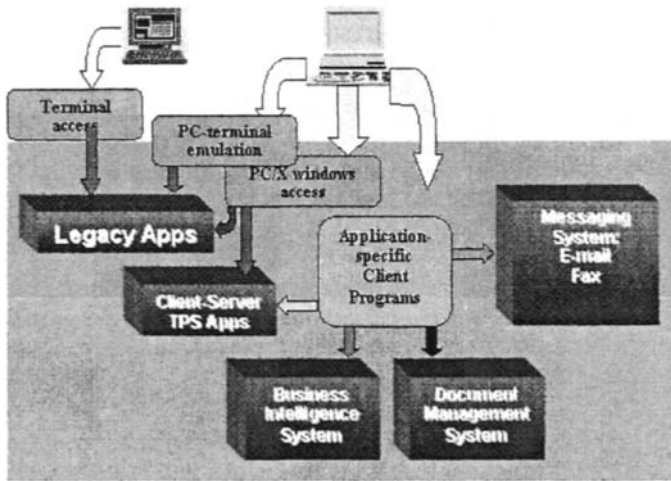 Terminal
access
PC-terminal
emulation
PC/X windows
access
Legacy Apps
Application-
specific
Client
Programs
Messaging
System:
E-mail
Fax
Client-Server
TPS Apps
Business
Intelligence
System
Document
Management
System